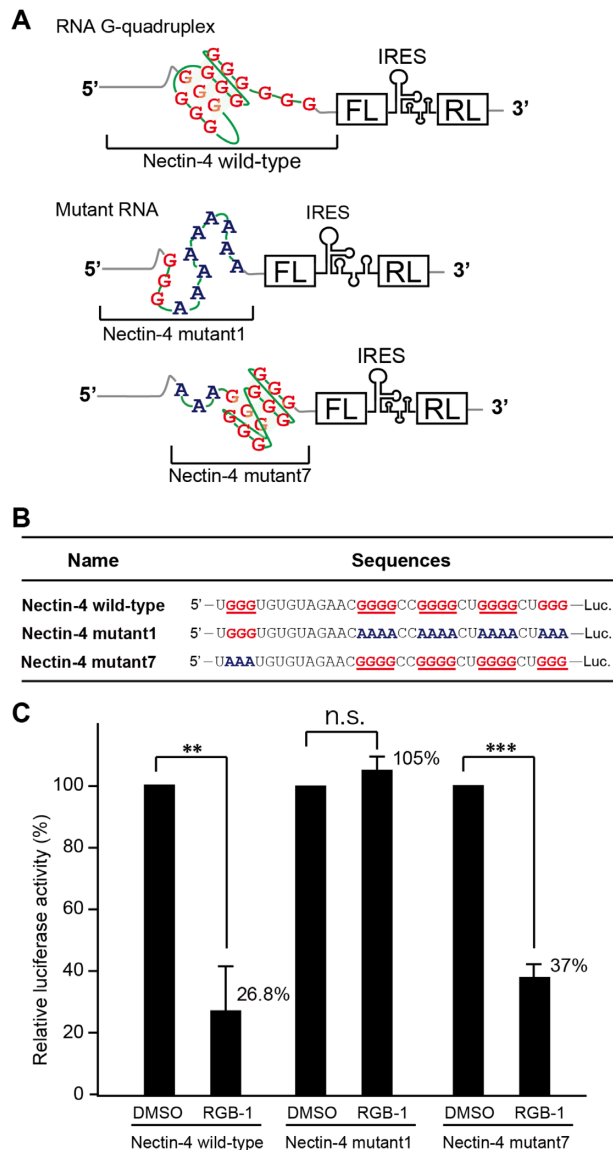 A
RNA G-quadruplex
IRES
5'
G G G G G G G G G G G G G G G G G G
FL
RL
3'
Nectin-4 wild-type
Mutant RNA
IRES
5'
G G G A A A A A A A A A
FL
RL
3'
Nectin-4 mutant1
IRES
5'
A A A G G G G G G G G G G G G
FL
RL
3'
Nectin-4 mutant7
B
Name Sequences
Nectin-4 wild-type 5' –UGGGUGUGUAGAACGGGGCCGGGGCUGGGGCUGGG—Luc.
Nectin-4 mutant1 5' –UGGGUGUGUAGAACAAAACCAAAACUAAAACUAAA—Luc.
Nectin-4 mutant7 5' –UAAAUGUGUAGAACGGGGCCGGGGCUGGGGCUGGG—Luc.
C
Relative luciferase activity (%)
100
80
60
40
20
0
** n.s. ***
26.8% 105% 37%
DMSO RGB-1 DMSO RGB-1 DMSO RGB-1
Nectin-4 wild-type Nectin-4 mutant1 Nectin-4 mutant7